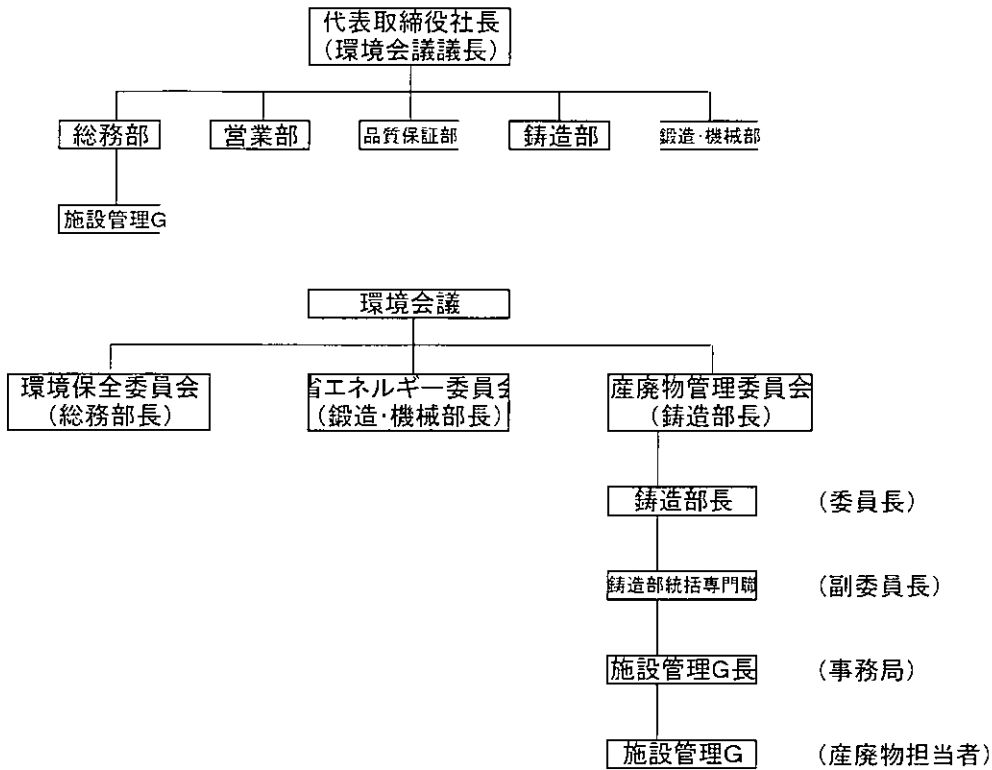 代表取締役社長
(環境会議議長)
総務部 営業部 品質保証部 鋳造部 鍛造・機械部
施設管理G
環境会議
環境保全委員会 省エネルギー委員会 産廃物管理委員会
(総務部長) (鍛造・機械部長) (鋳造部長)
鋳造部長 (委員長)
鋳造部統括専門職 (副委員長)
施設管理G長 (事務局)
施設管理G (産廃物担当者)